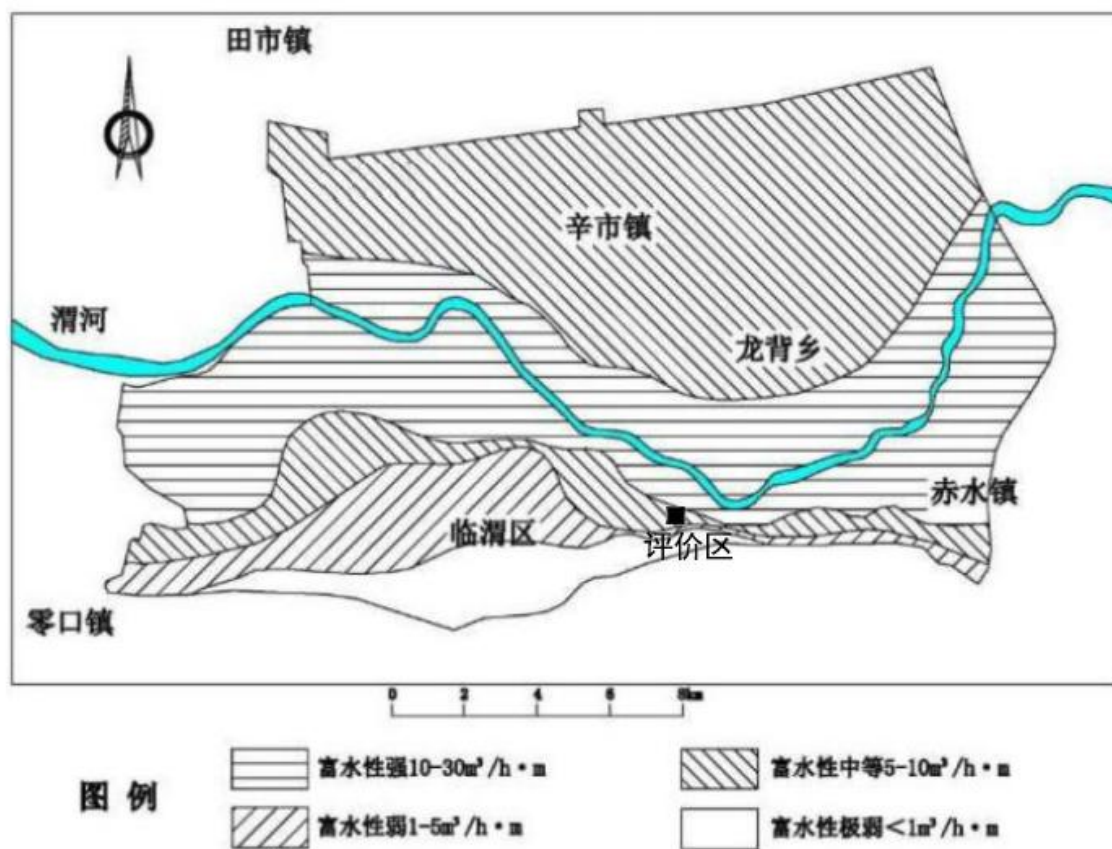 田市镇
辛市镇
渭河
龙背乡
赤水镇
临渭区
评价区
零口镇
0 2 4 6 8km
图 例
富水性强10-30m³/h·m
富水性中等5-10m³/h·m
富水性弱1-5m³/h·m
富水性极弱<1m³/h·m